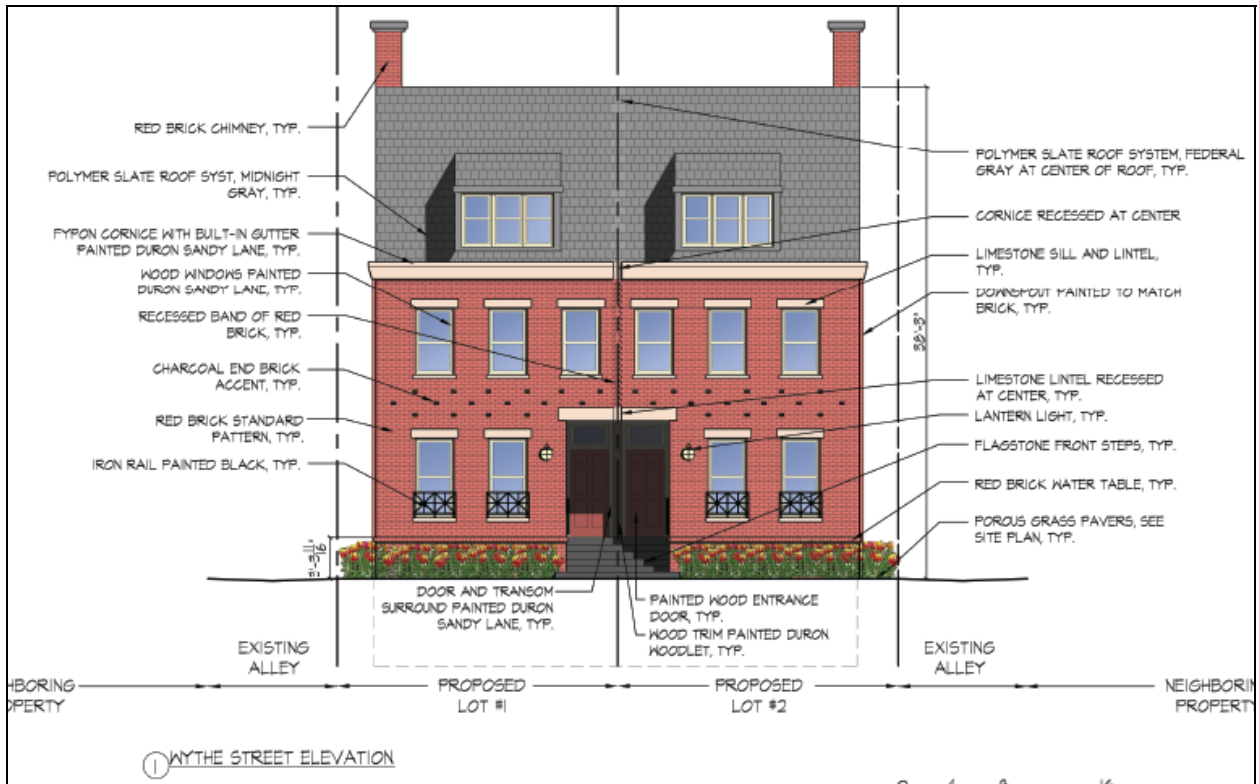 RED BRICK CHIMNEY, TYP.
POLYMER SLATE ROOF SYST, MIDNIGHT
GRAY, TYP.
FYPON CORNICE WITH BUILT-IN GUTTER
PAINTED DURON SANDY LANE, TYP.
WOOD WINDOWS PAINTED
DURON SANDY LANE, TYP.
RECESSED BAND OF RED
BRICK, TYP.
CHARCOAL END BRICK
ACCENT, TYP.
RED BRICK STANDARD
PATTERN, TYP.
IRON RAIL PAINTED BLACK, TYP.
POLYMER SLATE ROOF SYSTEM, FEDERAL
GRAY AT CENTER OF ROOF, TYP.
CORNICE RECESSED AT CENTER
LIMESTONE SILL AND LINTEL,
TYP.
DOWNSPOUT PAINTED TO MATCH
BRICK, TYP.
LIMESTONE LINTEL RECESSED
AT CENTER, TYP.
LANTERN LIGHT, TYP.
FLAGSTONE FRONT STEPS, TYP.
RED BRICK WATER TABLE, TYP.
POROUS GRASS PAVERS, SEE
SITE PLAN, TYP.
DOOR AND TRANSOM
SURROUND PAINTED DURON
SANDY LANE, TYP.
PAINTED WOOD ENTRANCE
DOOR, TYP.
WOOD TRIM PAINTED DURON
WOODLET, TYP.
EXISTING
ALLEY
EXISTING
ALLEY
HBORING
OPERTY
PROPOSED
LOT #1
PROPOSED
LOT #2
NEIGHBORIN
PROPERTY
1 WYTHE STREET ELEVATION